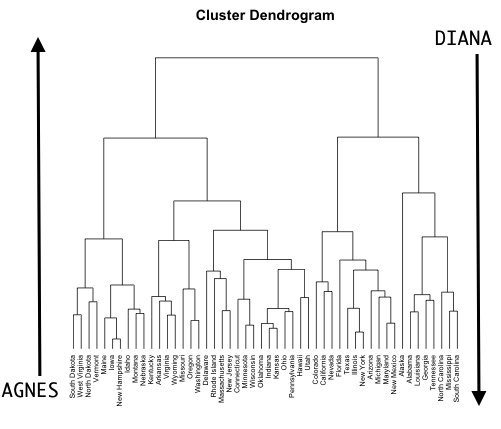 Cluster Dendrogram
DIANA
AGNES
South Dakota
West Virginia
North Dakota
Vermont
Maine
Iowa
New Hampshire
Idaho
Montana
Nebraska
Kentucky
Arkansas
Virginia
Wyoming
Missouri
Oregon
Washington
Delaware
Rhode Island
Massachusetts
New Jersey
Connecticut
Minnesota
Wisconsin
Oklahoma
Indiana
Kansas
Ohio
Pennsylvania
Hawaii
Utah
Colorado
California
Nevada
Florida
Texas
Illinois
New York
Arizona
Michigan
Maryland
New Mexico
Alaska
Alabama
Louisiana
Georgia
Tennessee
North Carolina
Mississippi
South Carolina